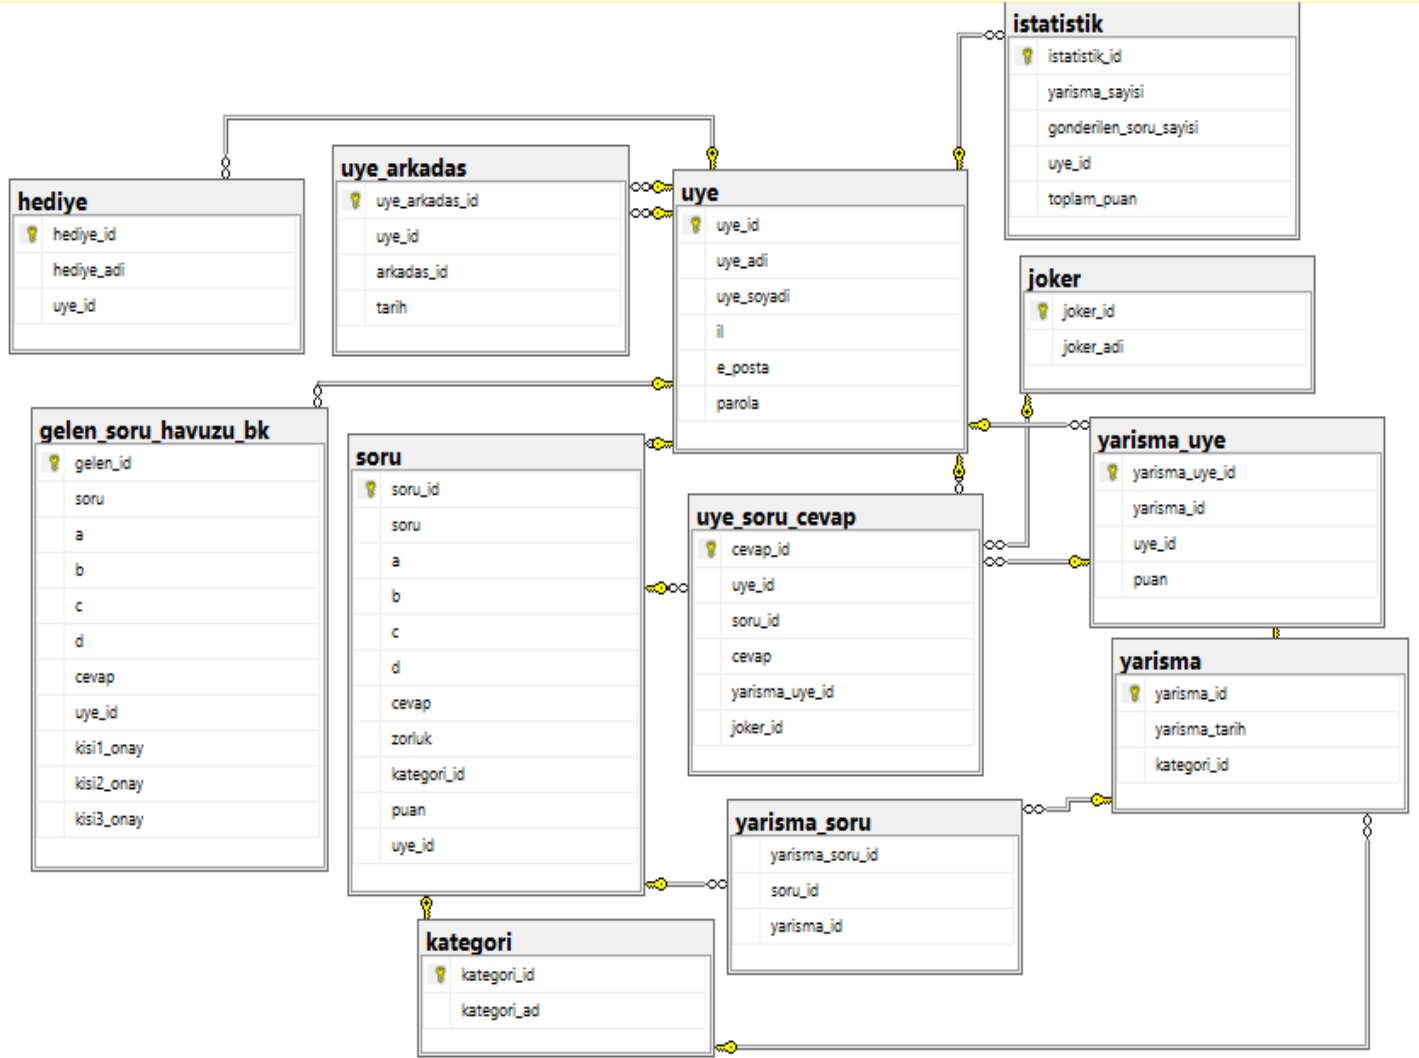 istatistik
istatistik_id
yarisma_sayisi
gonderilen_soru_sayisi
uye_id
toplam_puan
hediye
hediye_id
hediye_adi
uye_id
uye_arkadas
uye_arkadas_id
uye_id
arkadas_id
tarih
uye
uye_id
uye_adi
uye_soyadi
il
e_posta
parola
joker
joker_id
joker_adi
gelen_soru_havuzu_bk
gelen_id
soru
a
b
c
d
cevap
uye_id
kisi1_onay
kisi2_onay
kisi3_onay
soru
soru_id
soru
a
b
c
d
cevap
zorluk
kategori_id
puan
uye_id
uye_soru_cevap
cevap_id
uye_id
soru_id
cevap
yarisma_uye_id
joker_id
yarisma_uye
yarisma_uye_id
yarisma_id
uye_id
puan
yarisma
yarisma_id
yarisma_tarih
kategori_id
yarisma_soru
yarisma_soru_id
soru_id
yarisma_id
kategori
kategori_id
kategori_ad